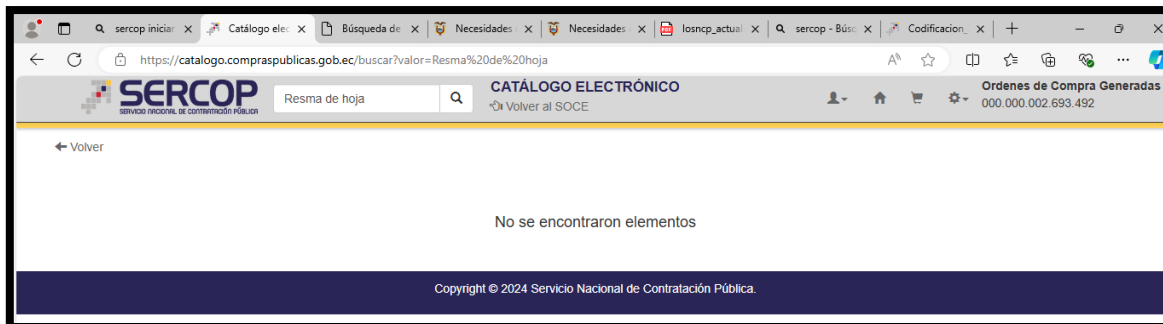 sercop iniciar
Catálogo elec
Búsqueda de
Necesidades
Necesidades
losncp_actual
sercop - Búsq
Codificacion_
https://catalogo.compraspublicas.gob.ec/buscar?valor=Resma%20de%20hoja
SERCOP
SERVICIO NACIONAL DE CONTRATACIÓN PÚBLICA
Resma de hoja
CATÁLOGO ELECTRÓNICO
Volver al SOCE
Ordenes de Compra Generadas
000.000.002.693.492
Volver
No se encontraron elementos
Copyright © 2024 Servicio Nacional de Contratación Pública.